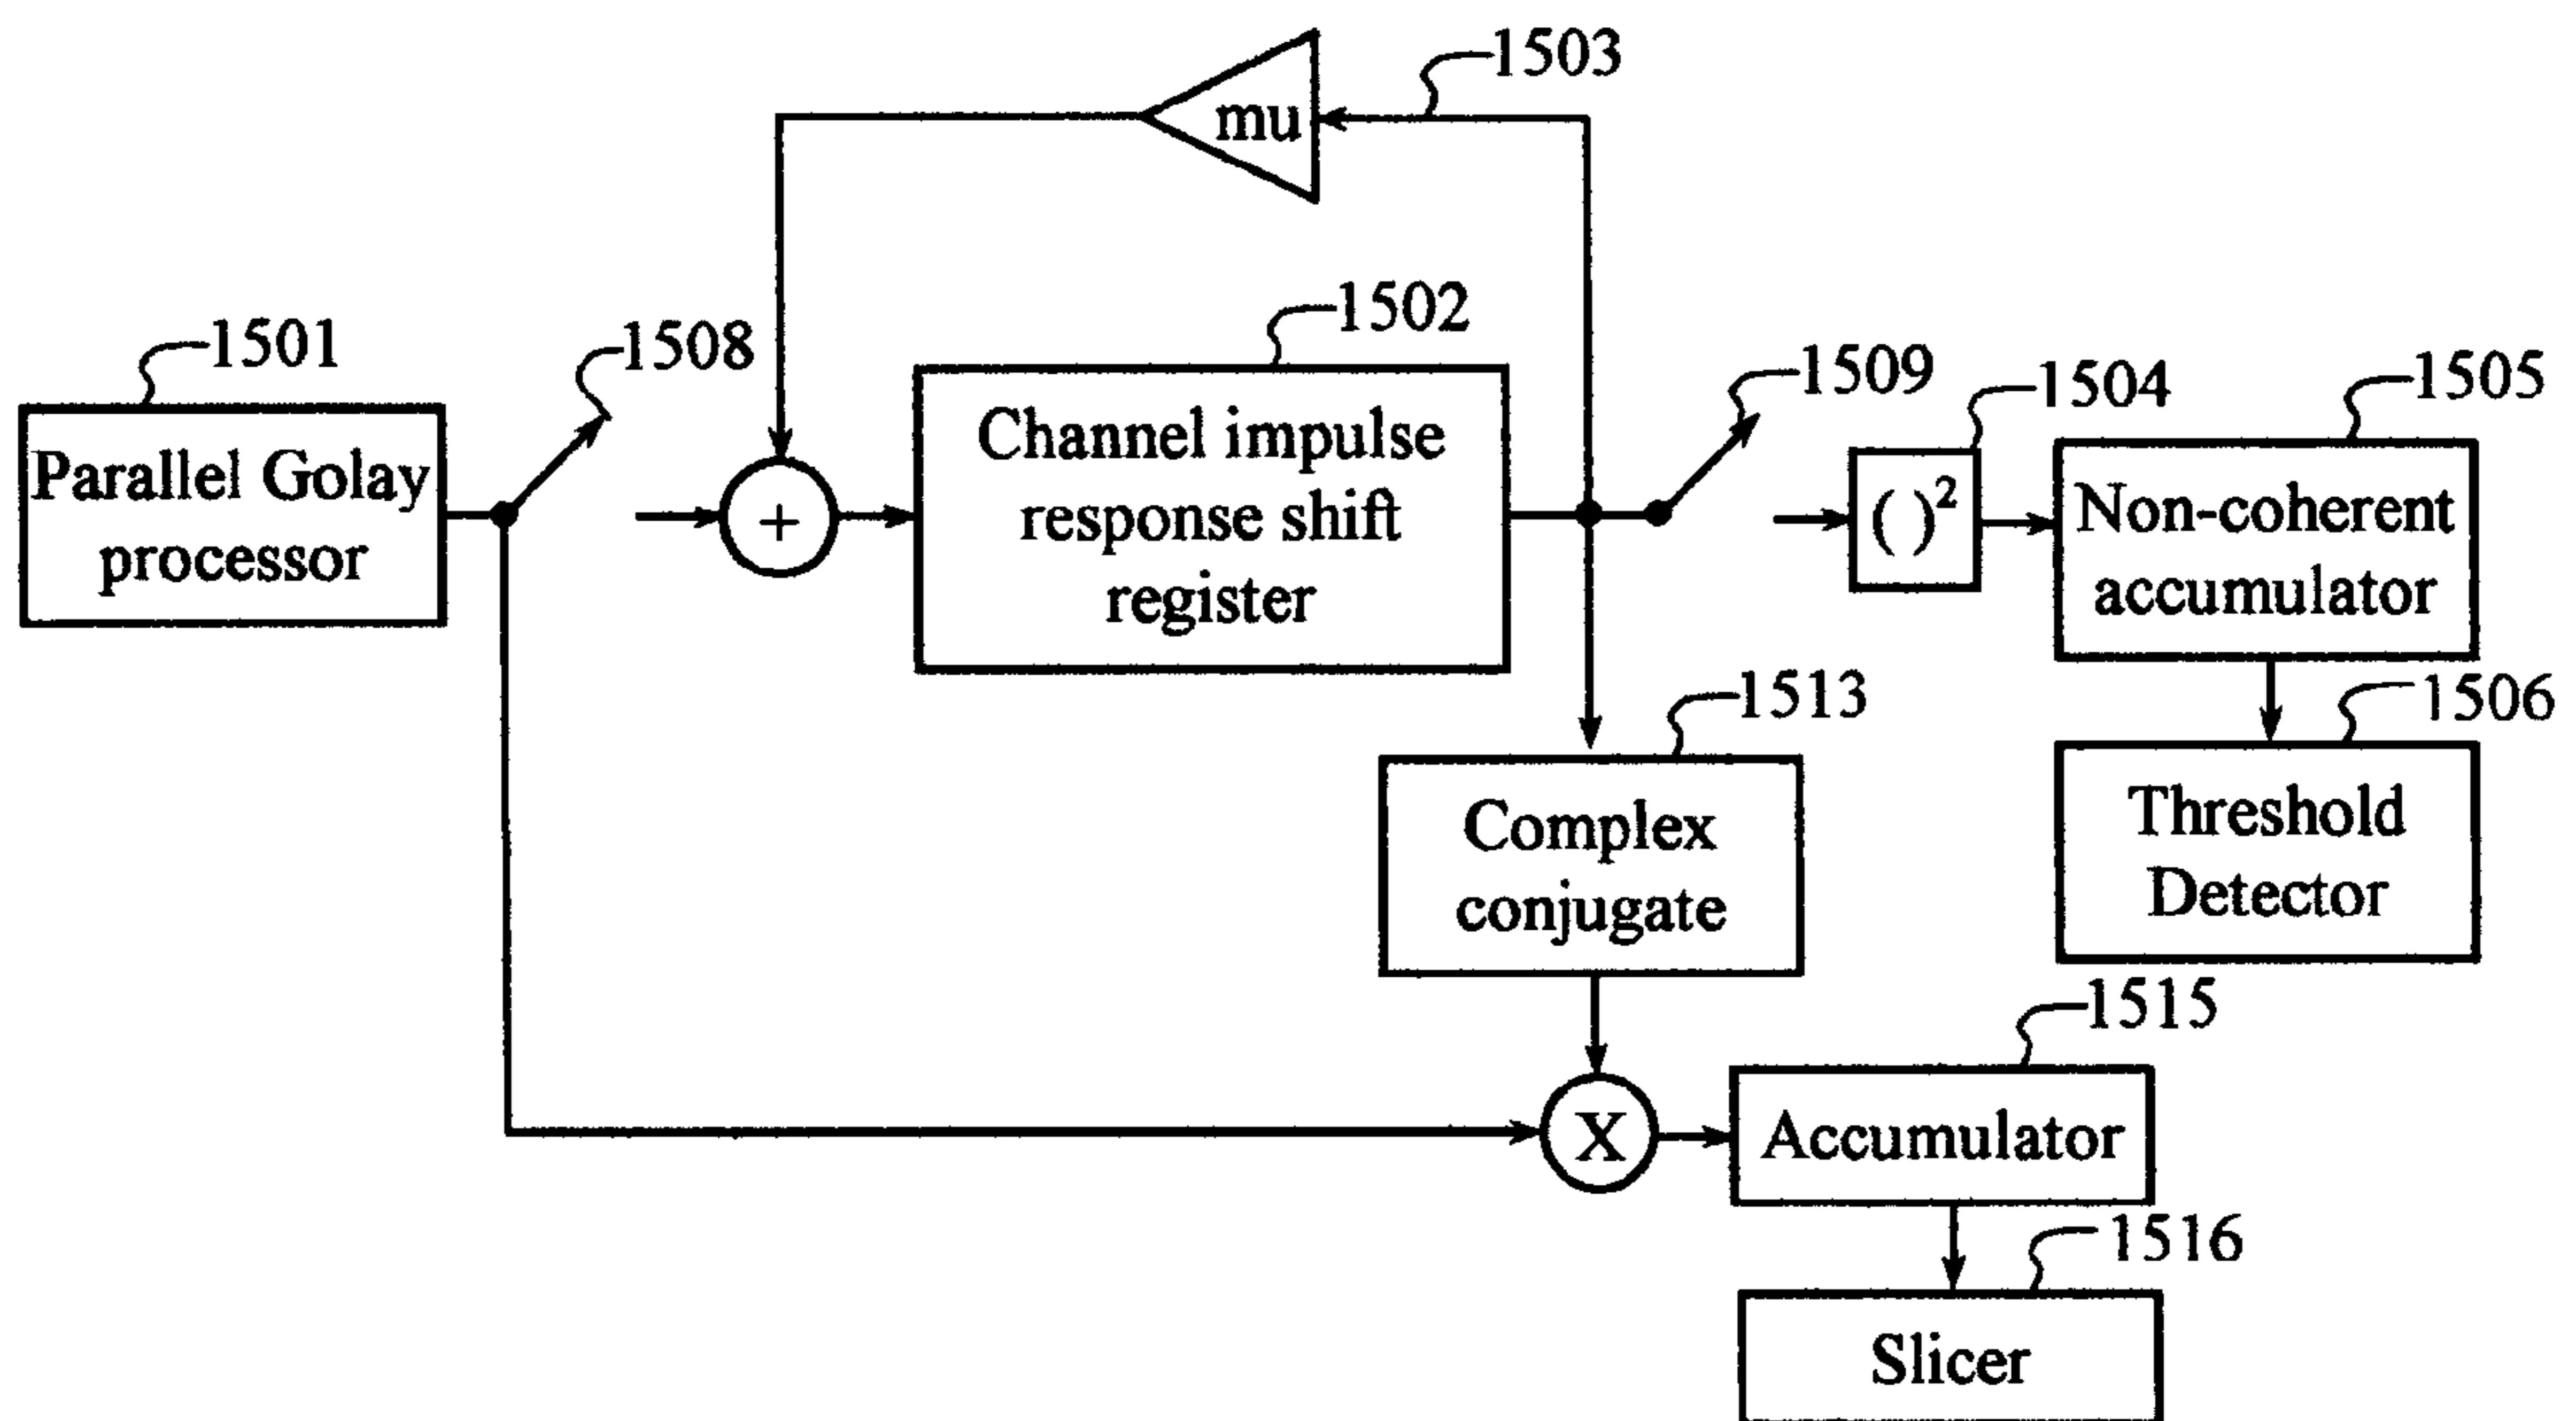 1503
mu
1502
1501
1508
1509
1504
1505
Parallel Golay
processor
+
Channel impulse
response shift
register
( )²
Non-coherent
accumulator
1513
1506
Complex
conjugate
Threshold
Detector
1515
X
Accumulator
1516
Slicer